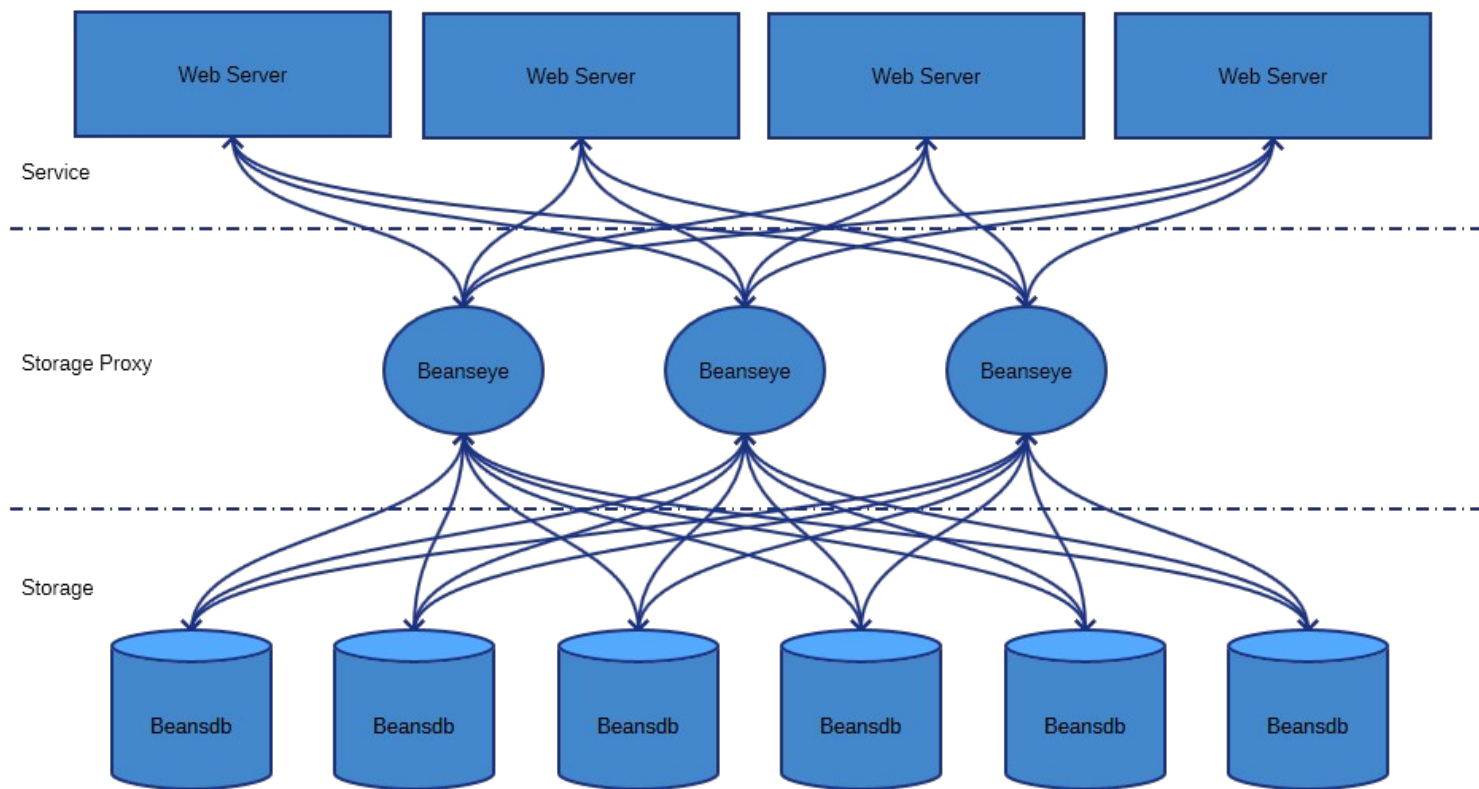 Web Server
Web Server
Web Server
Web Server
Service
Storage Proxy
Beanseye
Beanseye
Beanseye
Storage
Beansdb
Beansdb
Beansdb
Beansdb
Beansdb
Beansdb